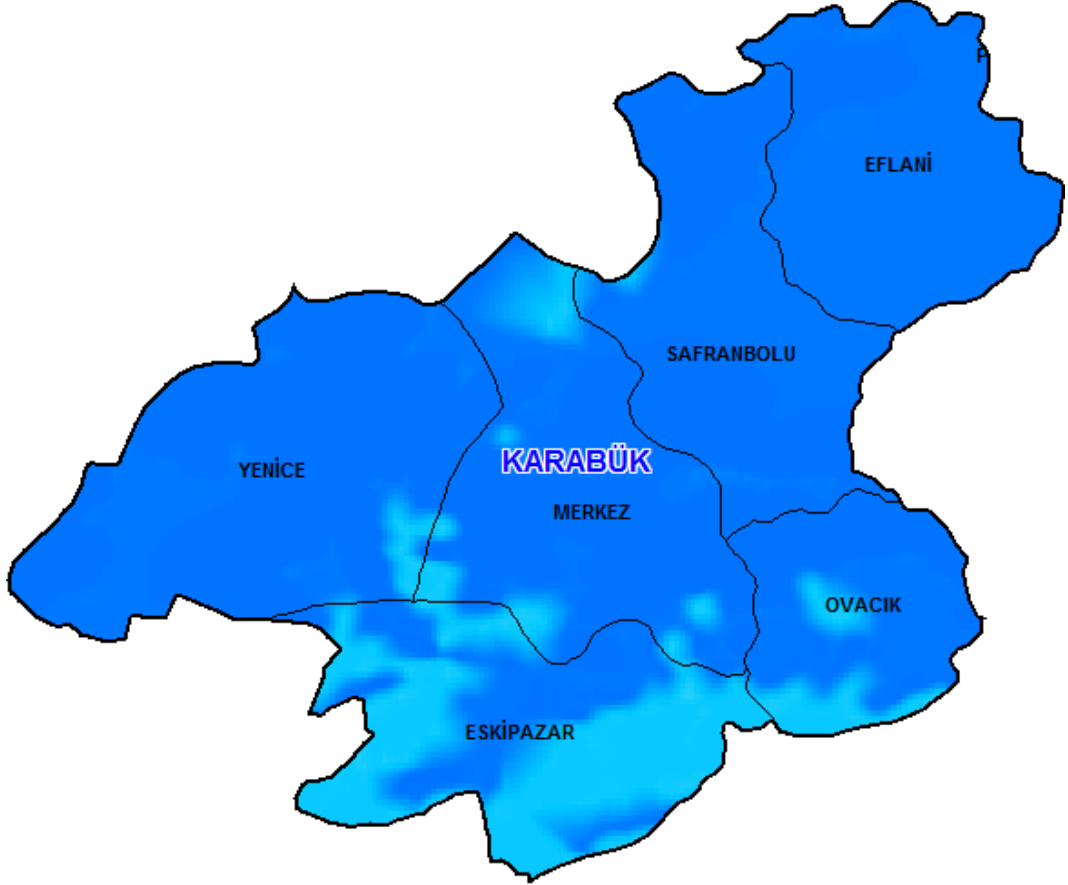 EFLANİ
SAFRANBOLU
KARABÜK
YENİCE
MERKEZ
OVACIK
ESKİPAZAR